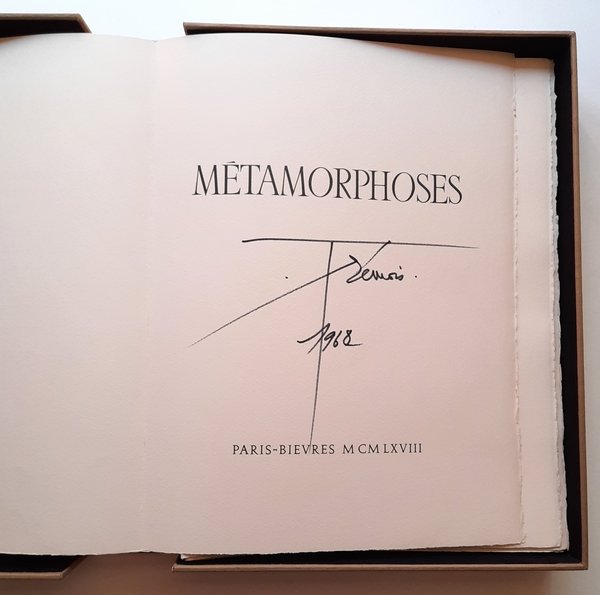 MÉTAMORPHOSES
1968
PARIS-BIEVRES MCMLXVIII